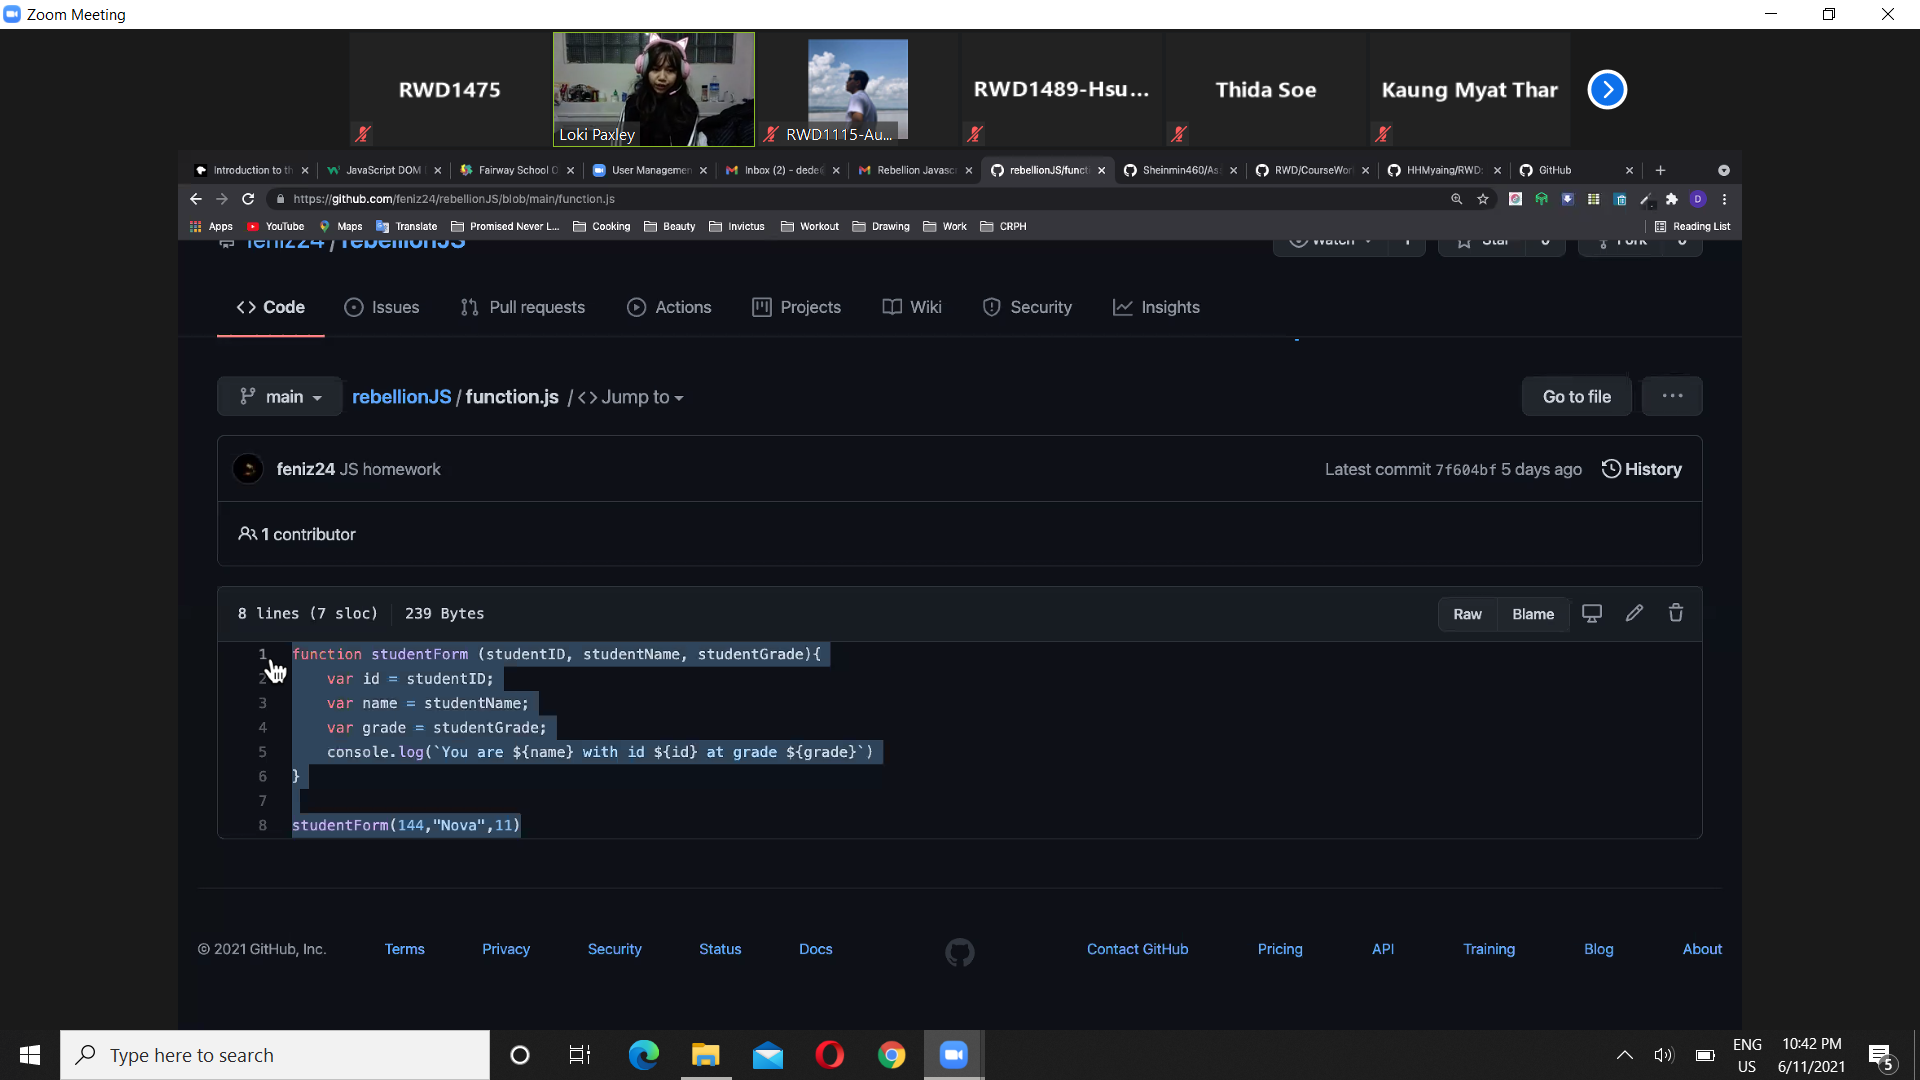 Zoom Meeting
RWD1475
Loki Paxley
RWD1115-Au...
RWD1489-Hsu...
Thida Soe
Kaung Myat Thar
Introduction to th
JavaScript DOM
Fairway School O
User Management
Inbox (2) - dede
Rebellion Javasc
rebellionJS/funct
Sheinmin460/As
RWD/CourseWor
HHMyaing/RWD
GitHub
https://github.com/feniz24/rebellionJS/blob/main/function.js
D
Apps YouTube Maps Translate Promised Never L... Cooking Beauty Invictus Workout Drawing Work CRPH Reading List
feniz24 / rebellionJS
Watch 1 Star 0 Fork 0
Code Issues Pull requests Actions Projects Wiki Security Insights
main rebellionJS / function.js / <> Jump to Go to file ...
feniz24 JS homework Latest commit 7f604bf 5 days ago History
1 contributor
8 lines (7 sloc) 239 Bytes Raw Blame
1 function studentForm (studentID, studentName, studentGrade){
2 var id = studentID;
3 var name = studentName;
4 var grade = studentGrade;
5 console.log(`You are ${name} with id ${id} at grade ${grade}`)
6 }
7
8 studentForm(144,"Nova",11)
© 2021 GitHub, Inc. Terms Privacy Security Status Docs Contact GitHub Pricing API Training Blog About
Type here to search
ENG
US
10:42 PM
6/11/2021
5